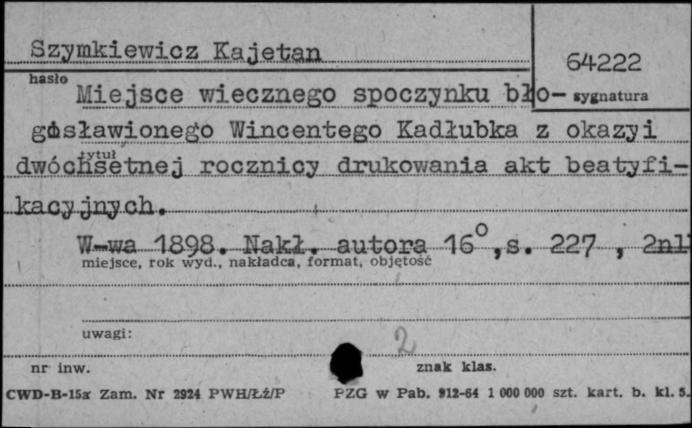 Szymkiewicz Kajetan
64222
hasło
Miejsce wiecznego spoczynku bło-
sygnatura
gosławionego Wincentego Kadłubka z okazyi
tytuł
dwóchsetnej rocznicy drukowania akt beatyfi-
kacyjnych.
W-wa 1898. Nakł. autora 16°, s. 227 , 2nl
miejsce, rok wyd., nakładca, format, objętość
uwagi:
2
nr inw.
znak klas.
CWD-B-15x Zam. Nr 2924 PWH/Łź/P PZG w Pab. 912-64 1 000 000 szt. kart. b. kl. 5.